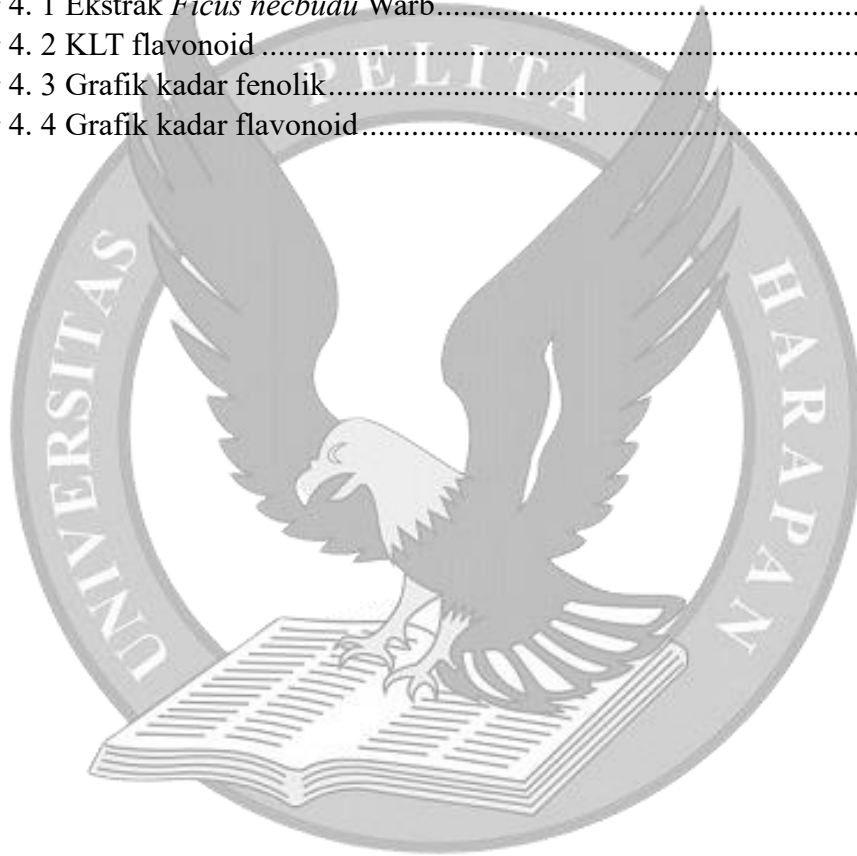 4. 1 Ekstrak Ficus necbudu Warb........................................................
4. 2 KLT flavonoid................................................................................
4. 3 Grafik kadar fenolik.......................................................................
4. 4 Grafik kadar flavonoid...................................................................
UNIVERSITAS PELITA HARAPAN